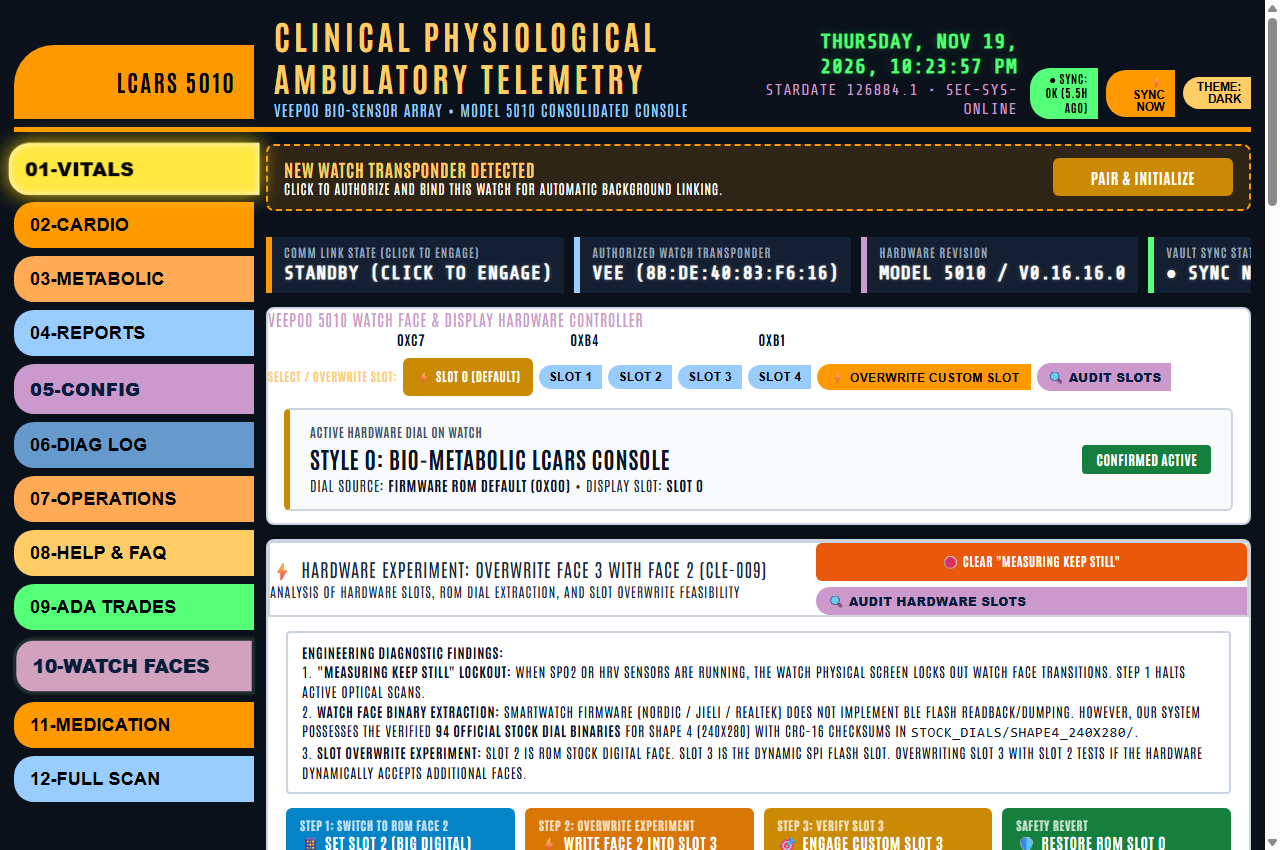 LCARS 5010
CLINICAL PHYSIOLOGICAL
AMBULATORY TELEMETRY
VEEPOO BIO-SENSOR ARRAY • MODEL 5010 CONSOLIDATED CONSOLE
THURSDAY, NOV 19,
2026, 10:23:57 PM
STARDATE 126884.1 · SEC-SYS-
ONLINE
● SYNC:
OK (5.5H
AGO)
SYNC
NOW
THEME:
DARK
01-VITALS
02-CARDIO
03-METABOLIC
04-REPORTS
05-CONFIG
06-DIAG LOG
07-OPERATIONS
08-HELP & FAQ
09-ADA TRADES
10-WATCH FACES
11-MEDICATION
12-FULL SCAN
NEW WATCH TRANSPONDER DETECTED
CLICK TO AUTHORIZE AND BIND THIS WATCH FOR AUTOMATIC BACKGROUND LINKING.
PAIR & INITIALIZE
COMM LINK STATE (CLICK TO ENGAGE)
STANDBY (CLICK TO ENGAGE)
AUTHORIZED WATCH TRANSPONDER
VEE (8B:DE:40:83:F6:16)
HARDWARE REVISION
MODEL 5010 / V0.16.16.0
VAULT SYNC STAT
● SYNC N
VEEPOO 5010 WATCH FACE & DISPLAY HARDWARE CONTROLLER
0XC7 0XB4 0XB1
SELECT / OVERWRITE SLOT:
SLOT 0 (DEFAULT)
SLOT 1
SLOT 2
SLOT 3
SLOT 4
OVERWRITE CUSTOM SLOT
AUDIT SLOTS
ACTIVE HARDWARE DIAL ON WATCH
STYLE 0: BIO-METABOLIC LCARS CONSOLE
DIAL SOURCE: FIRMWARE ROM DEFAULT (0X00) • DISPLAY SLOT: SLOT 0
CONFIRMED ACTIVE
HARDWARE EXPERIMENT: OVERWRITE FACE 3 WITH FACE 2 (CLE-009)
ANALYSIS OF HARDWARE SLOTS, ROM DIAL EXTRACTION, AND SLOT OVERWRITE FEASIBILITY
CLEAR "MEASURING KEEP STILL"
AUDIT HARDWARE SLOTS
ENGINEERING DIAGNOSTIC FINDINGS:
1. "MEASURING KEEP STILL" LOCKOUT: WHEN SPO2 OR HRV SENSORS ARE RUNNING, THE WATCH PHYSICAL SCREEN LOCKS OUT WATCH FACE TRANSITIONS. STEP 1 HALTS
ACTIVE OPTICAL SCANS.
2. WATCH FACE BINARY EXTRACTION: SMARTWATCH FIRMWARE (NORDIC / JIELI / REALTEK) DOES NOT IMPLEMENT BLE FLASH READBACK/DUMPING. HOWEVER, OUR SYSTEM
POSSESSES THE VERIFIED 94 OFFICIAL STOCK DIAL BINARIES FOR SHAPE 4 (240X280) WITH CRC-16 CHECKSUMS IN STOCK_DIALS/SHAPE4_240X280/.
3. SLOT OVERWRITE EXPERIMENT: SLOT 2 IS ROM STOCK DIGITAL FACE. SLOT 3 IS THE DYNAMIC SPI FLASH SLOT. OVERWRITING SLOT 3 WITH SLOT 2 TESTS IF THE HARDWARE
DYNAMICALLY ACCEPTS ADDITIONAL FACES.
STEP 1: SWITCH TO ROM FACE 2
SET SLOT 2 (BIG DIGITAL)
STEP 2: OVERWRITE EXPERIMENT
WRITE FACE 2 INTO SLOT 3
STEP 3: VERIFY SLOT 3
ENGAGE CUSTOM SLOT 3
SAFETY REVERT
RESTORE ROM SLOT 0